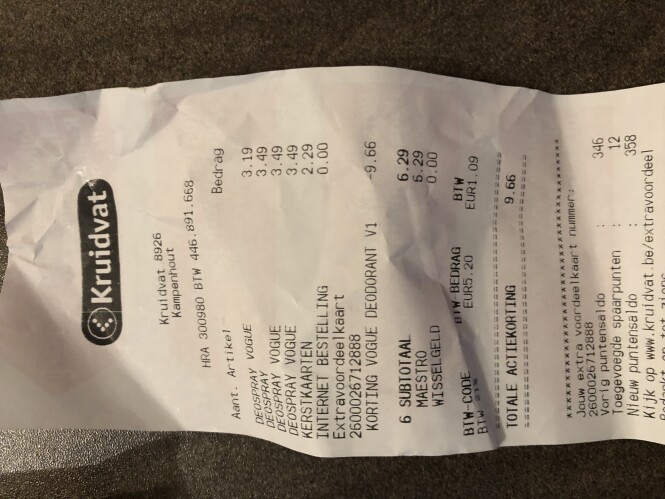 Kruidvat
Kruidvat 8926
Kampenhout
HRA 300980 BTW 446.891.668
Aant. Artikel Bedrag
DEOSPRAY VOGUE 3.19
DEOSPRAY 3.49
DEOSPRAY VOGUE 3.49
DEOSPRAY VOGUE 3.49
KERSTKAARTEN 2.29
INTERNET BESTELLING 0.00
Extravoordeelkaart
2600026712888
KORTING VOGUE DEODORANT V1 -9.66
6 SUBTOTAAL 6.29
MAESTRO 6.29
WISSELGELD 0.00
BTW-CODE BTW BEDRAG BTW
BTW EUR5.20 EUR1.09
TOTALE ACTIEKORTING 9.66
Jouw extra voordeelkaart nummer:
2600026712888
Vorig puntensaldo : 346
Toegevoegde spaarpunten : 12
Nieuw puntensaldo : 358
Kijk op www.kruidvat.be/extravoordeel